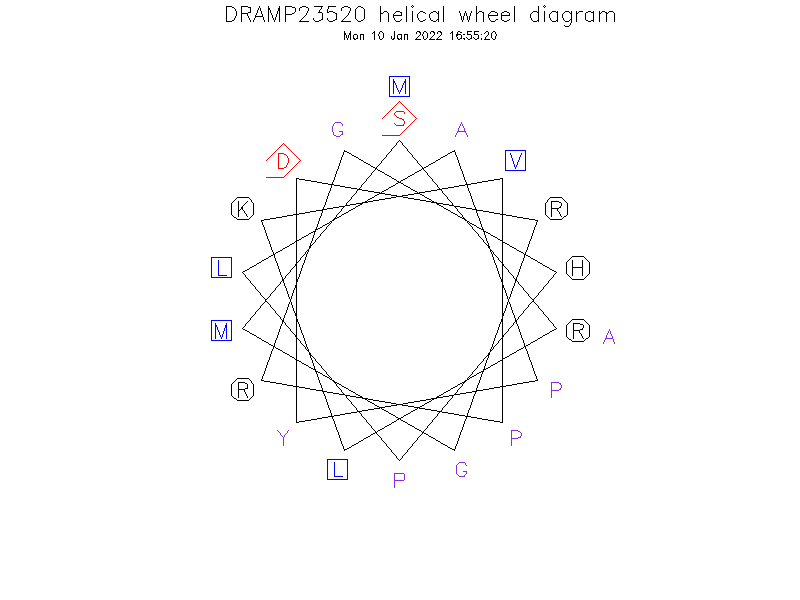 DRAMP23520 helical wheel diagram
Mon 10 Jan 2022 16:55:20
M
G S A
D V
K R
L H
M R A
R P
Y P
L P G